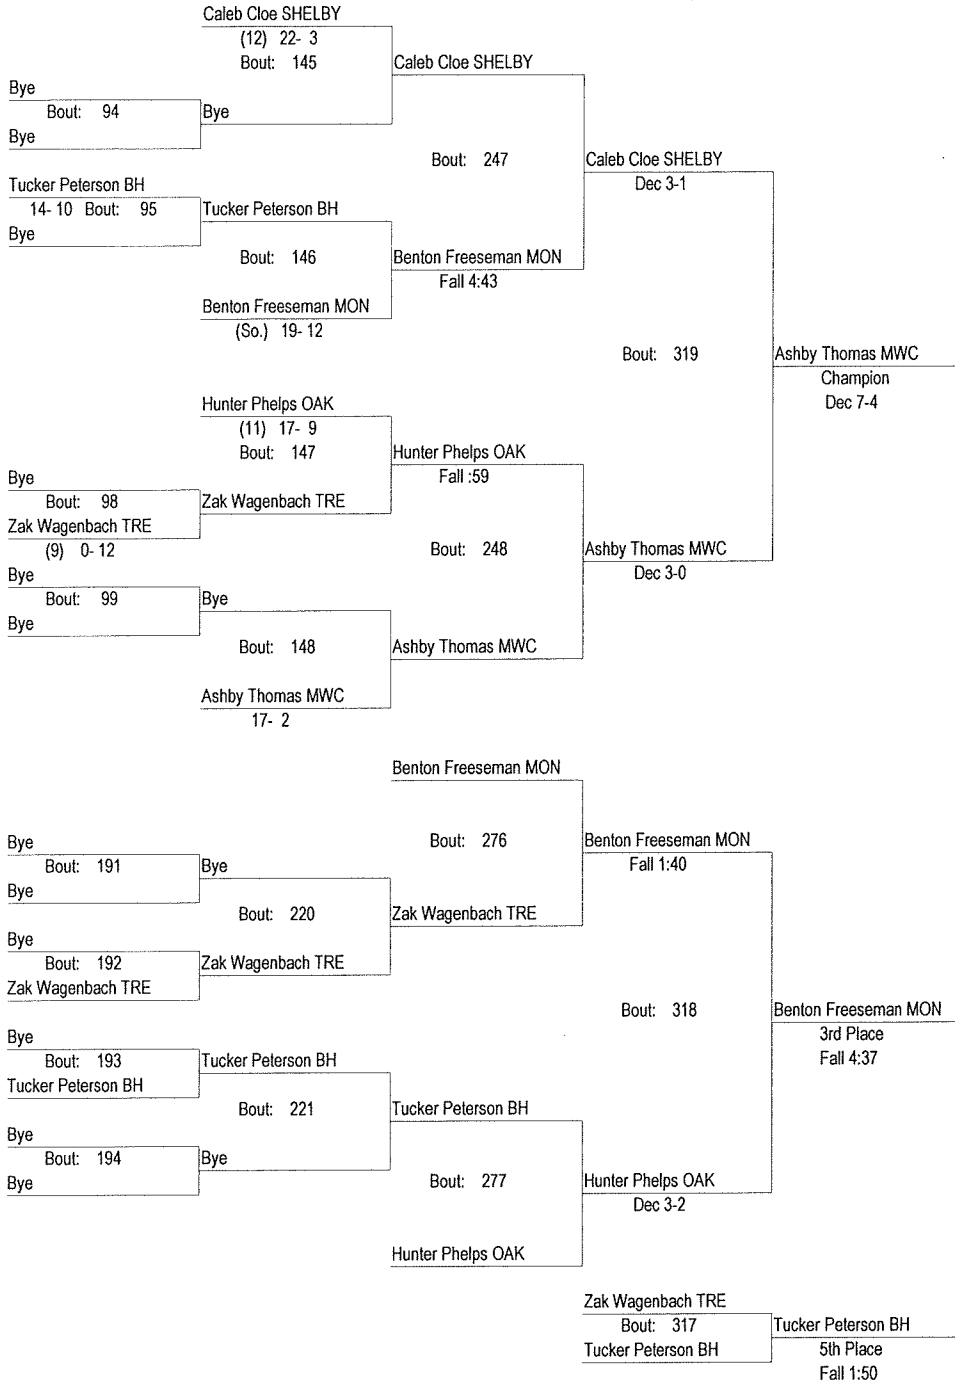 Caleb Cloe SHELBY
(12) 22- 3
Bout: 145
Caleb Cloe SHELBY
Bye
Bout: 94
Bye
Bye
Bout: 247
Caleb Cloe SHELBY
Dec 3-1
Tucker Peterson BH
14- 10 Bout: 95
Tucker Peterson BH
Bye
Bout: 146
Benton Freeseman MON
Fall 4:43
Benton Freeseman MON
(So.) 19- 12
Bout: 319
Ashby Thomas MWC
Champion
Dec 7-4
Hunter Phelps OAK
(11) 17- 9
Bout: 147
Hunter Phelps OAK
Fall :59
Bye
Bout: 98
Zak Wagenbach TRE
Zak Wagenbach TRE
(9) 0- 12
Bout: 248
Ashby Thomas MWC
Dec 3-0
Bye
Bout: 99
Bye
Bye
Bout: 148
Ashby Thomas MWC
Ashby Thomas MWC
17- 2
Benton Freeseman MON
Bout: 276
Benton Freeseman MON
Fall 1:40
Bye
Bout: 191
Bye
Bye
Bout: 220
Zak Wagenbach TRE
Bye
Bout: 192
Zak Wagenbach TRE
Zak Wagenbach TRE
Bout: 318
Benton Freeseman MON
3rd Place
Fall 4:37
Bye
Bout: 193
Tucker Peterson BH
Tucker Peterson BH
Bout: 221
Tucker Peterson BH
Bye
Bout: 194
Bye
Bye
Bout: 277
Hunter Phelps OAK
Dec 3-2
Hunter Phelps OAK
Zak Wagenbach TRE
Bout: 317
Tucker Peterson BH
Tucker Peterson BH
5th Place
Fall 1:50